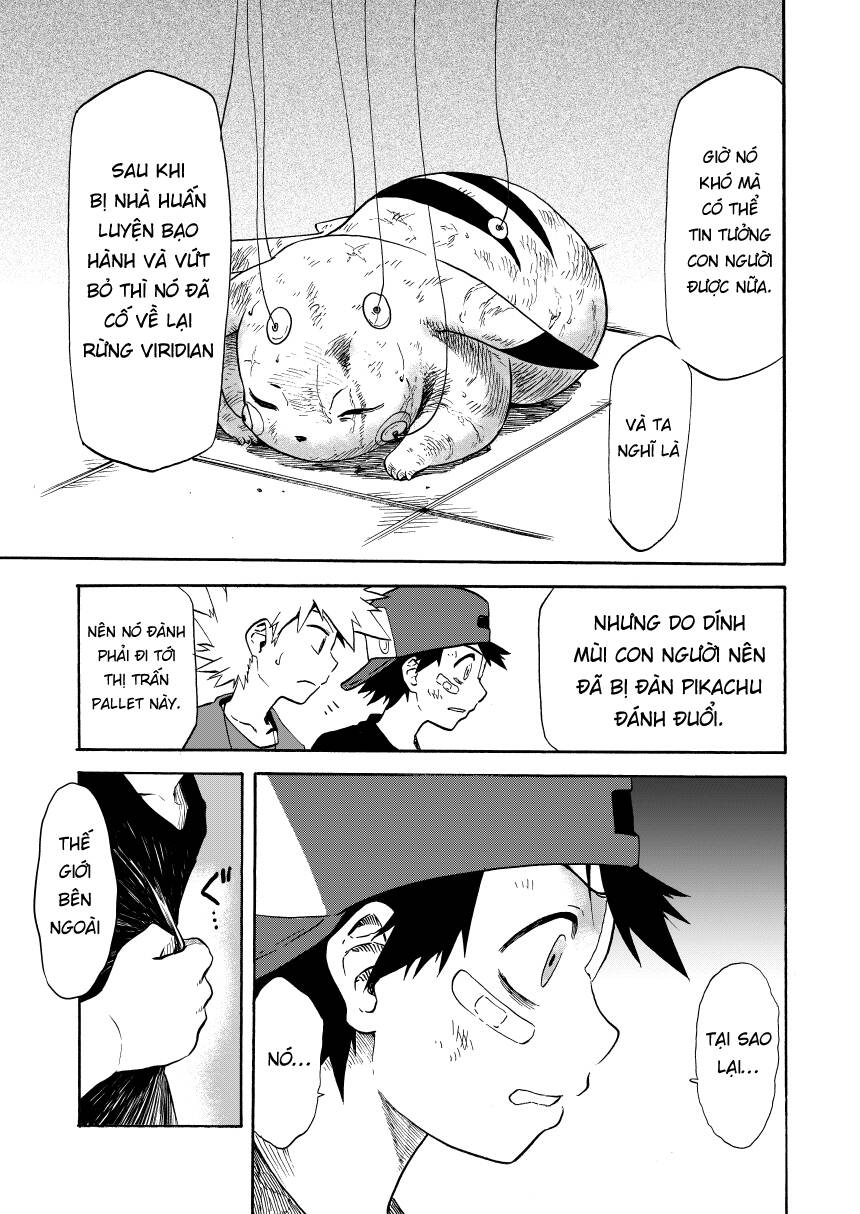 GIỜ NÓ
KHÓ MÀ
CÓ THỂ
TIN TƯỞNG
CON NGƯỜI
ĐƯỢC NỮA.
VÀ TA
NGHĨ LÀ
SAU KHI
BỊ NHÀ HUẤN
LUYỆN BẠO
HÀNH VÀ VỨT
BỎ THÌ NÓ ĐÃ
CỐ VỀ LẠI
RỪNG VIRIDIAN
NHƯNG DO DÍNH
MÙI CON NGƯỜI NÊN
ĐÃ BỊ ĐÀN PIKACHU
ĐÁNH ĐUỔI.
NÊN NÓ ĐÀNH
PHẢI ĐI TỚI
THỊ TRẤN
PALLET NÀY.
TẠI SAO
LẠI...
NÓ...
THẾ
GIỚI
BÊN
NGOÀI
ぐ…